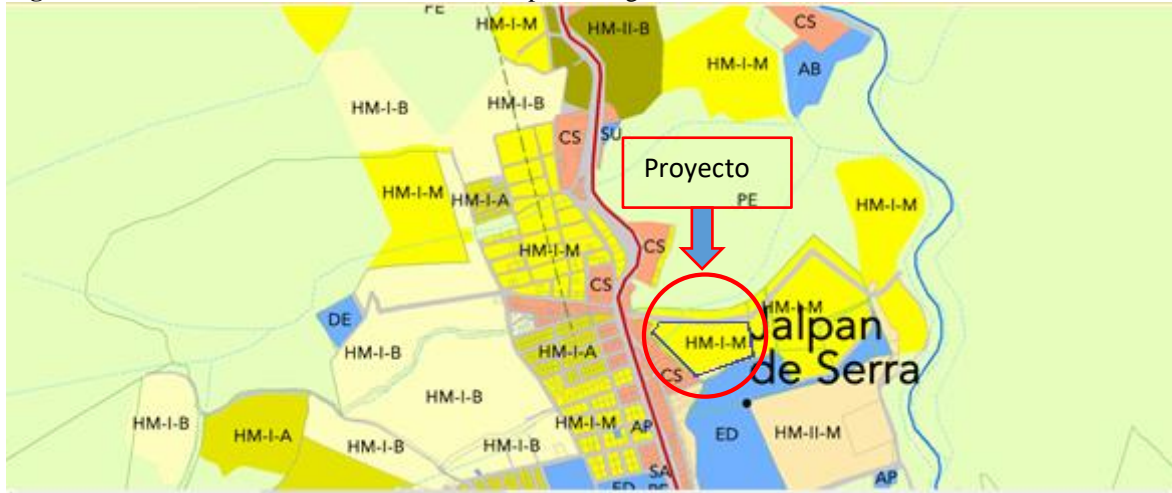 PE
HM-I-M
HM-II-B
CS
HM-I-M
AB
HM-I-B
HM-I-B
CS
SU
Proyecto
PE
HM-I-M
HM-I-A
HM-I-M
HM-I-M
CS
CS
DE
HM-I-M
HM-I-M
Jalpan
de Serra
HM-I-B
HM-I-A
CS
HM-I-B
HM-I-B
HM-I-A
HM-I-B
HM-I-B
HM-I-M
AP
ED
HM-II-M
SA
ED
AP